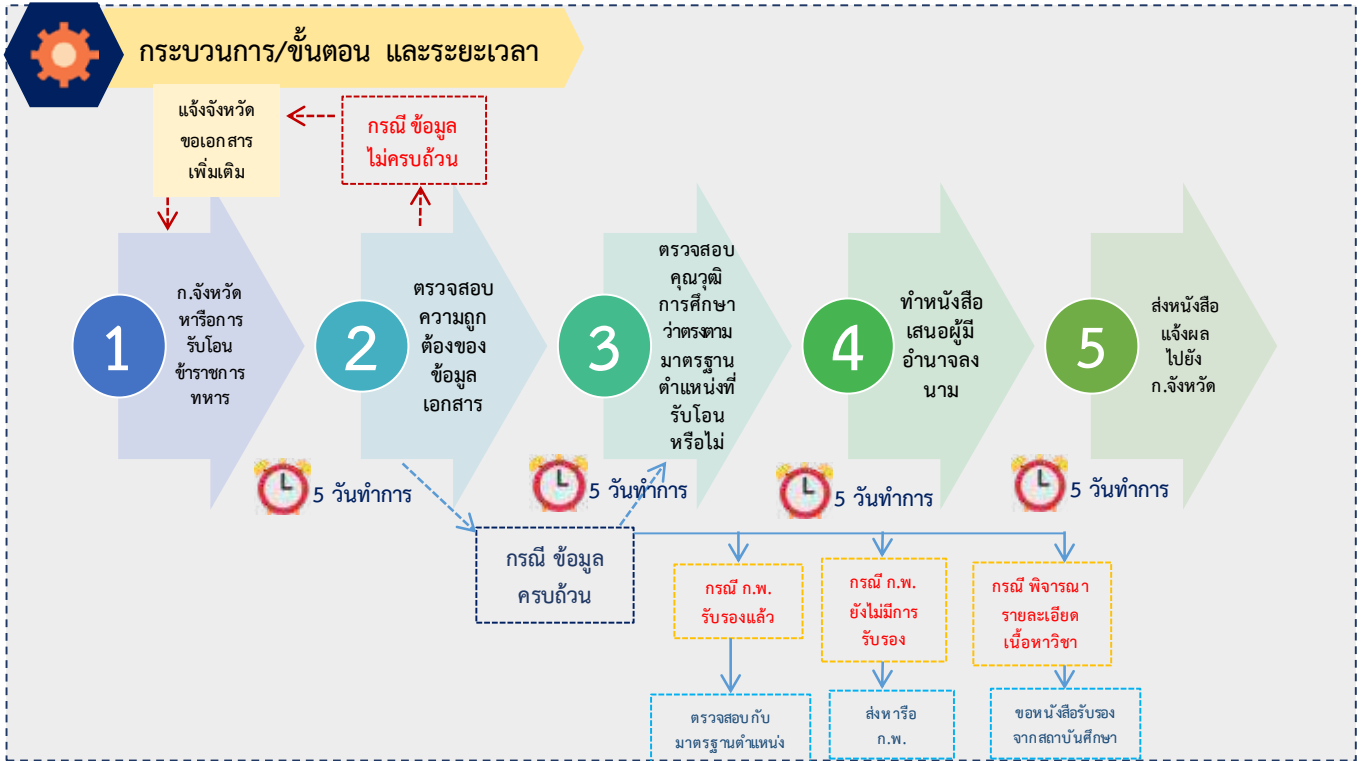 กระบวนการ/ขั้นตอน และระยะเวลา
แจ้งจังหวัด
ขอเอกสาร
เพิ่มเติม
กรณี ข้อมูล
ไม่ครบถ้วน
1
ก.จังหวัด
หารือการ
รับโอน
ข้าราชการ
ทหาร
2
ตรวจสอบ
ความถูก
ต้องของ
ข้อมูล
เอกสาร
3
ตรวจสอบ
คุณวุฒิ
การศึกษา
ว่าตรงตาม
มาตรฐาน
ตำแหน่งที่
รับโอน
หรือไม่
4
ทำหนังสือ
เสนอผู้มี
อำนาจลง
นาม
5
ส่งหนังสือ
แจ้งผล
ไปยัง
ก.จังหวัด
5 วันทำการ
5 วันทำการ
5 วันทำการ
5 วันทำการ
กรณี ข้อมูล
ครบถ้วน
กรณี ก.พ.
รับรองแล้ว
กรณี ก.พ.
ยังไม่มีการ
รับรอง
กรณี พิจารณา
รายละเอียด
เนื้อหาวิชา
ตรวจสอบกับ
มาตรฐานตำแหน่ง
ส่งหารือ
ก.พ.
ขอหนังสือรับรอง
จากสถาบันศึกษา